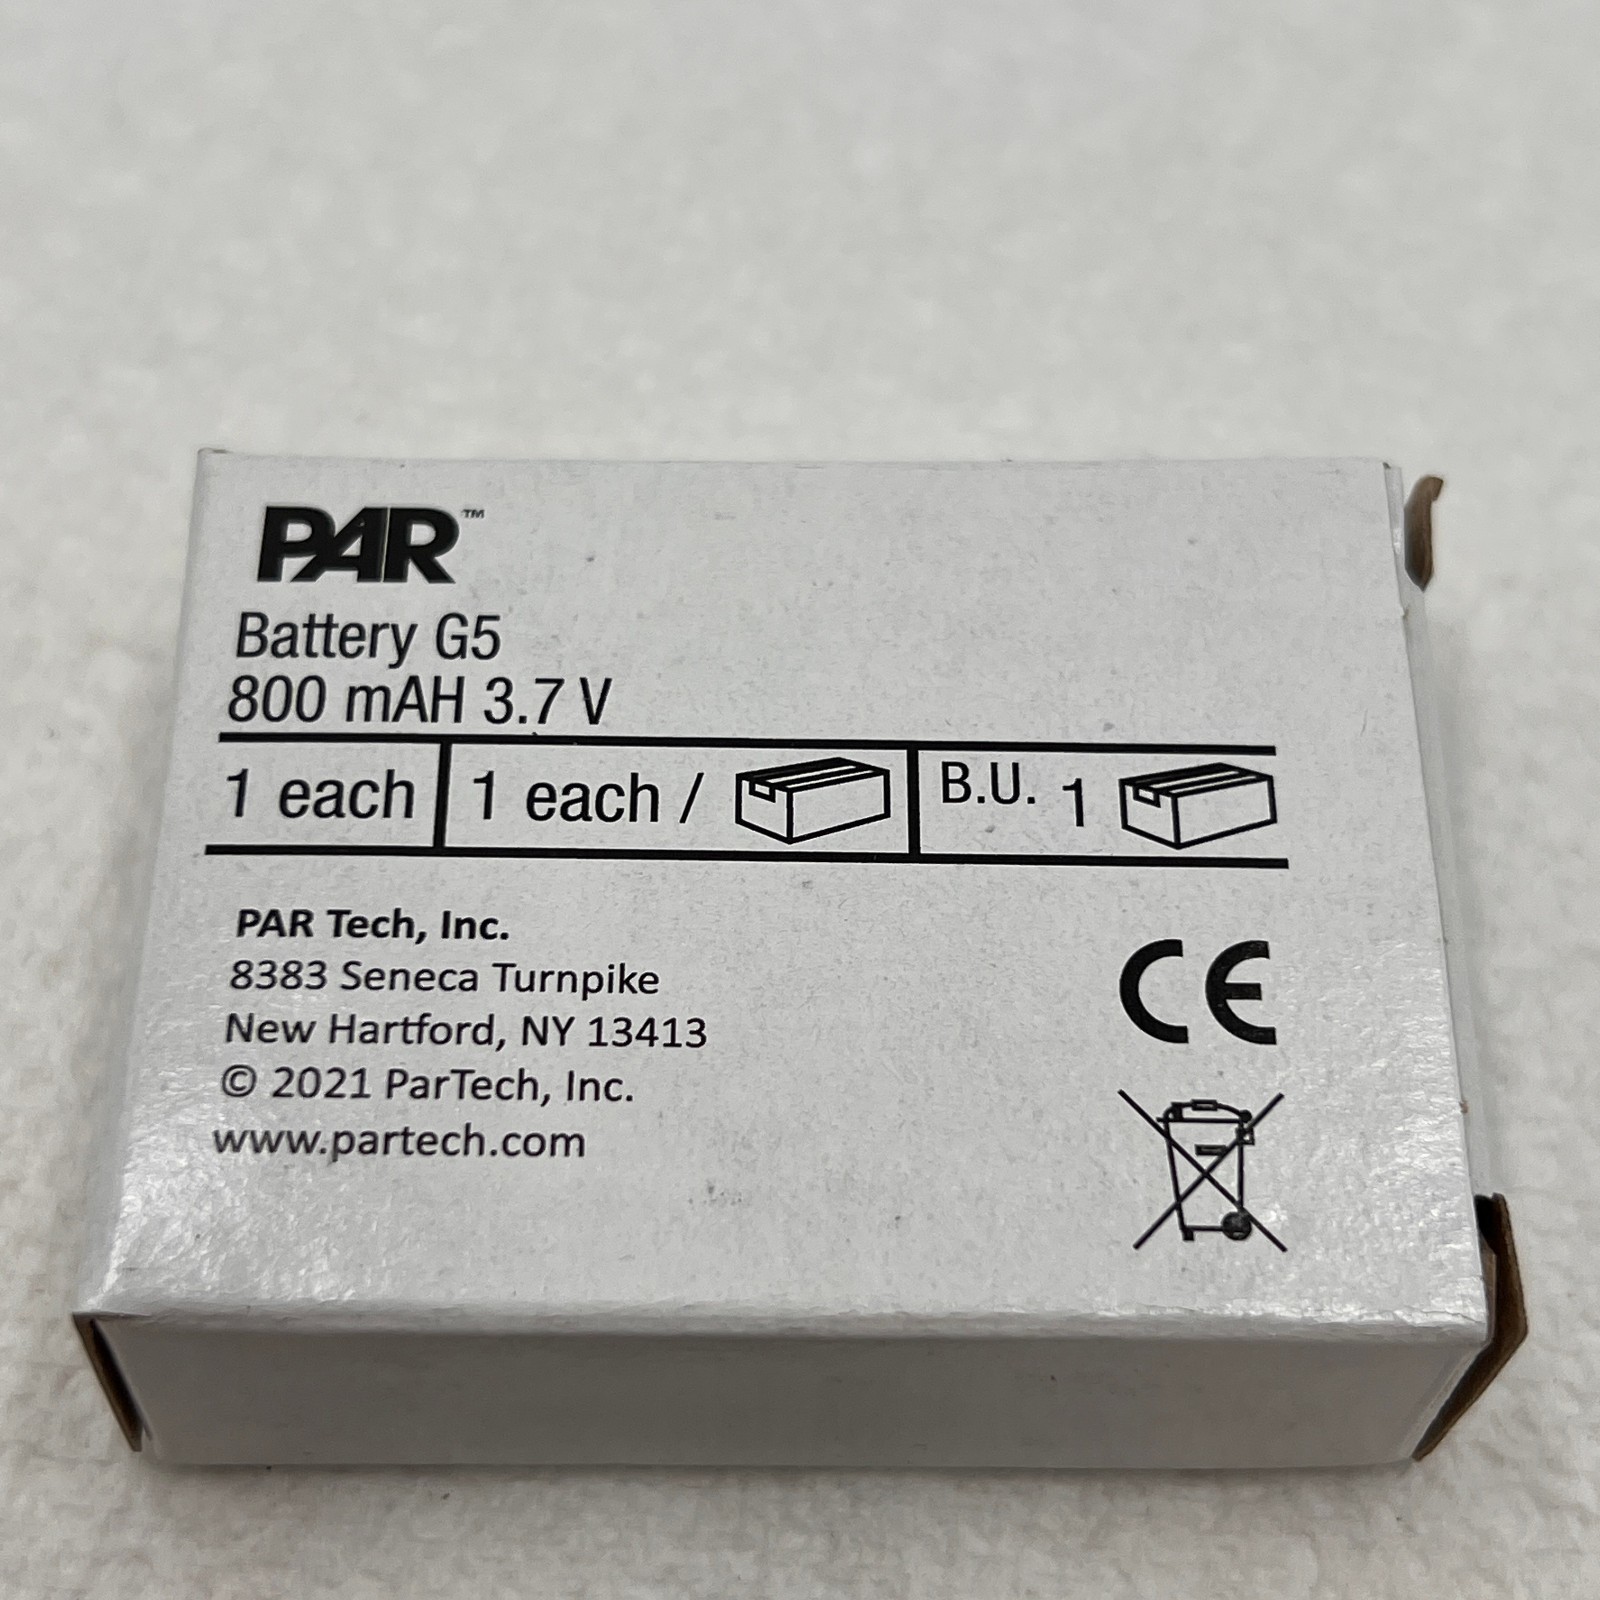 PAR™
Battery G5
800 mAH 3.7 V
1 each
1 each /
B.U. 1
PAR Tech, Inc.
8383 Seneca Turnpike
New Hartford, NY 13413
© 2021 ParTech, Inc.
www.partech.com
CE